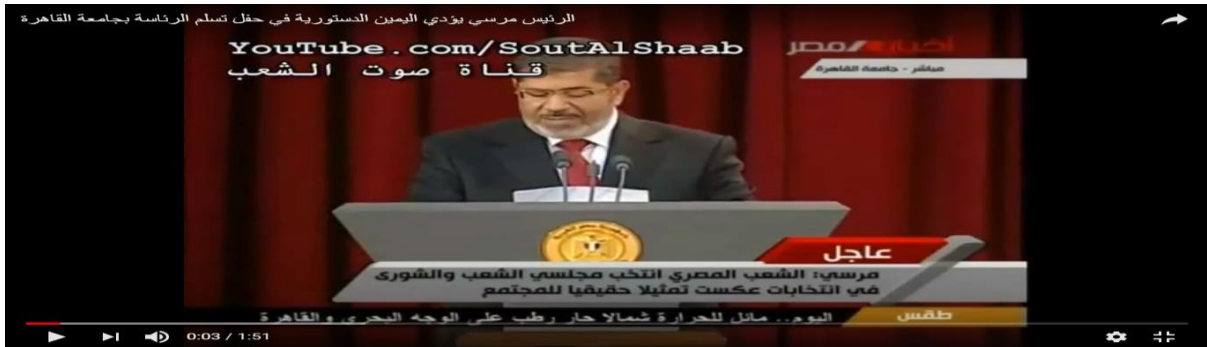 الرئيس مرسي يؤدي اليمين الدستورية في حفل تسلم الرئاسة بجامعة القاهرة
YouTube.com/SoutAlShaab
قناة صوت الشعب
أخبار مصر
مباشر - جامعة القاهرة
عاجل
مرسي: الشعب المصري انتخب مجلسي الشعب والشورى
في انتخابات عكست تمثيلا حقيقيا للمجتمع
طقس
اليوم.. مائل للحرارة شمالا حار رطب على الوجه البحري والقاهرة
0:03 / 1:51